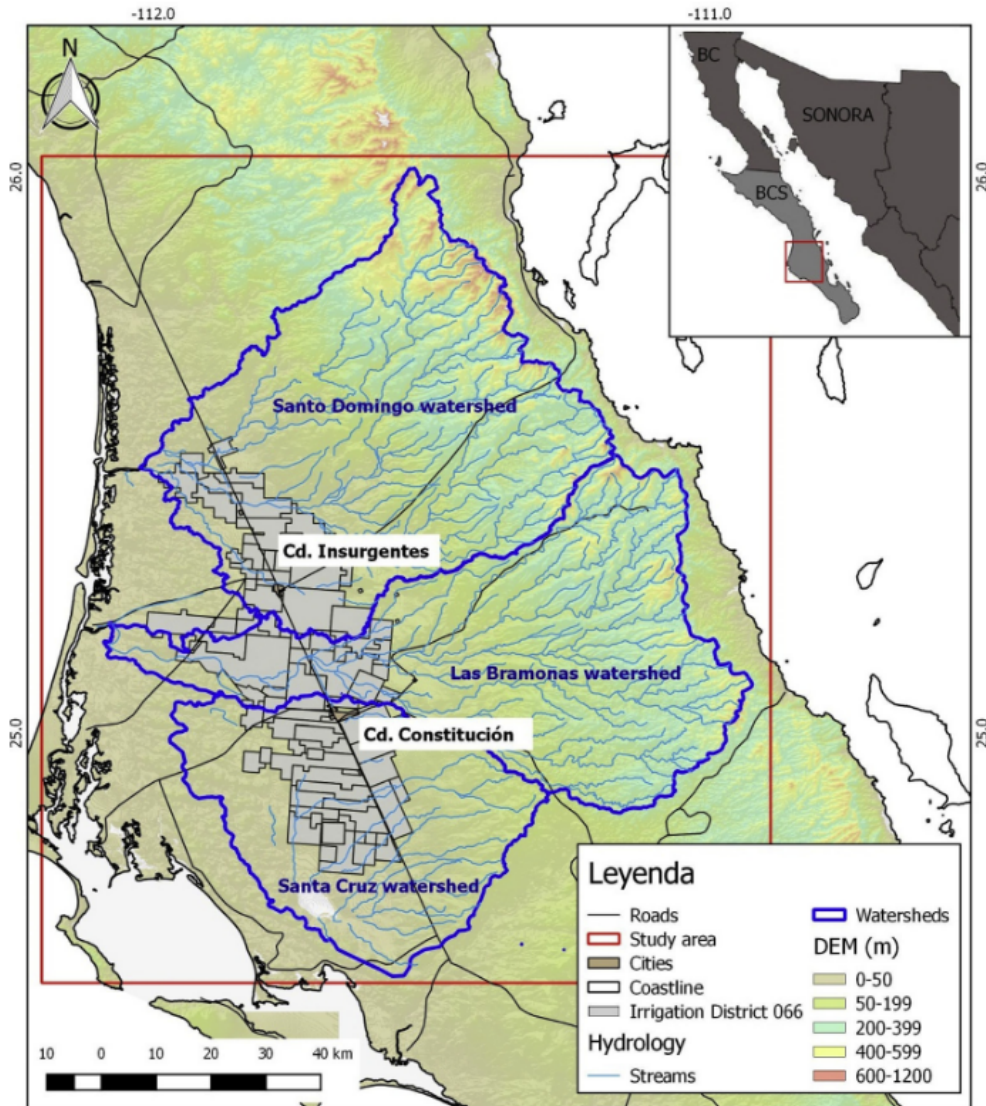 -112.0
-111.0
N
BC
SONORA
BCS
26.0
26.0
Santo Domingo watershed
Cd. Insurgentes
Las Bramonas watershed
25.0
25.0
Cd. Constitución
Santa Cruz watershed
Leyenda
Roads
Study area
Cities
Coastline
Irrigation District 066
Hydrology
Streams
Watersheds
DEM (m)
0-50
50-199
200-399
400-599
600-1200
10 0 10 20 30 40 km